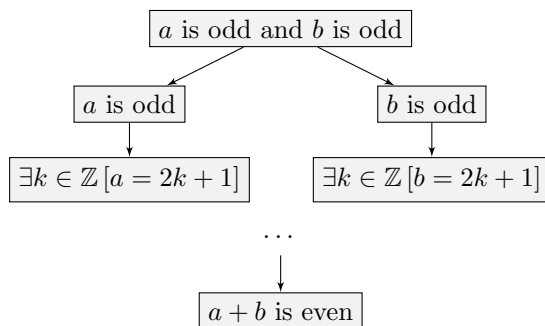 a is odd and b is odd
a is odd
b is odd
∃k ∈ ℤ [a = 2k + 1]
∃k ∈ ℤ [b = 2k + 1]
...
a + b is even